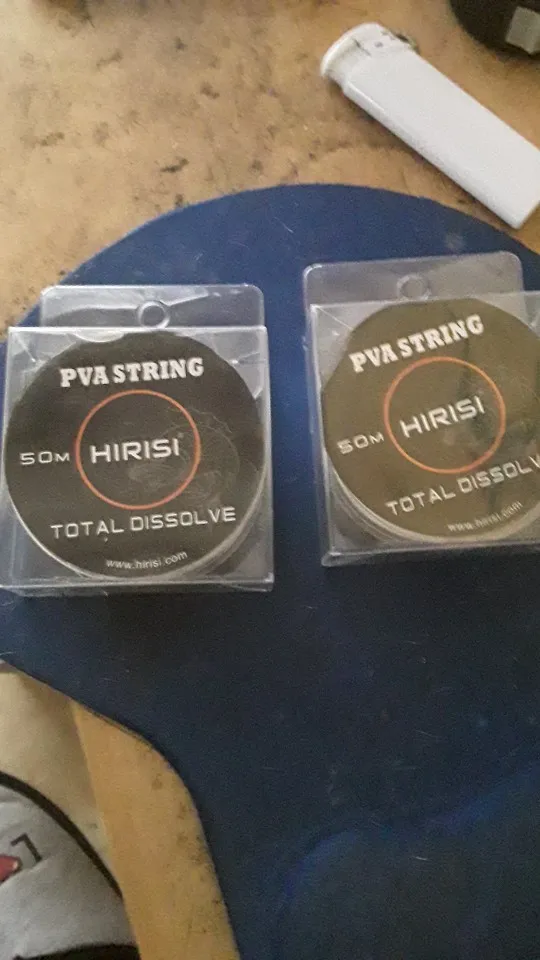 PVA STRING
50M HIRISI
TOTAL DISSOLVE
www.hirisi.com
PVA STRING
50M HIRISI
TOTAL DISSOLV
www.hirisi.com